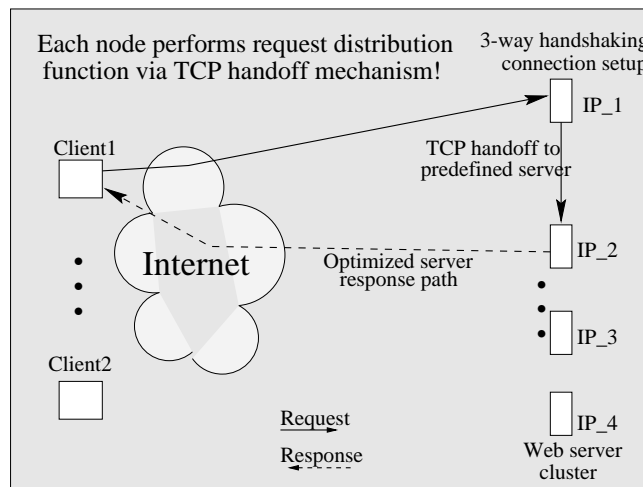 Each node performs request distribution
function via TCP handoff mechanism!
3-way handshaking
connection setup
IP_1
Client1
TCP handoff to
predefined server
IP_2
Internet
Optimized server
response path
IP_3
Client2
Request
IP_4
Response
Web server
cluster